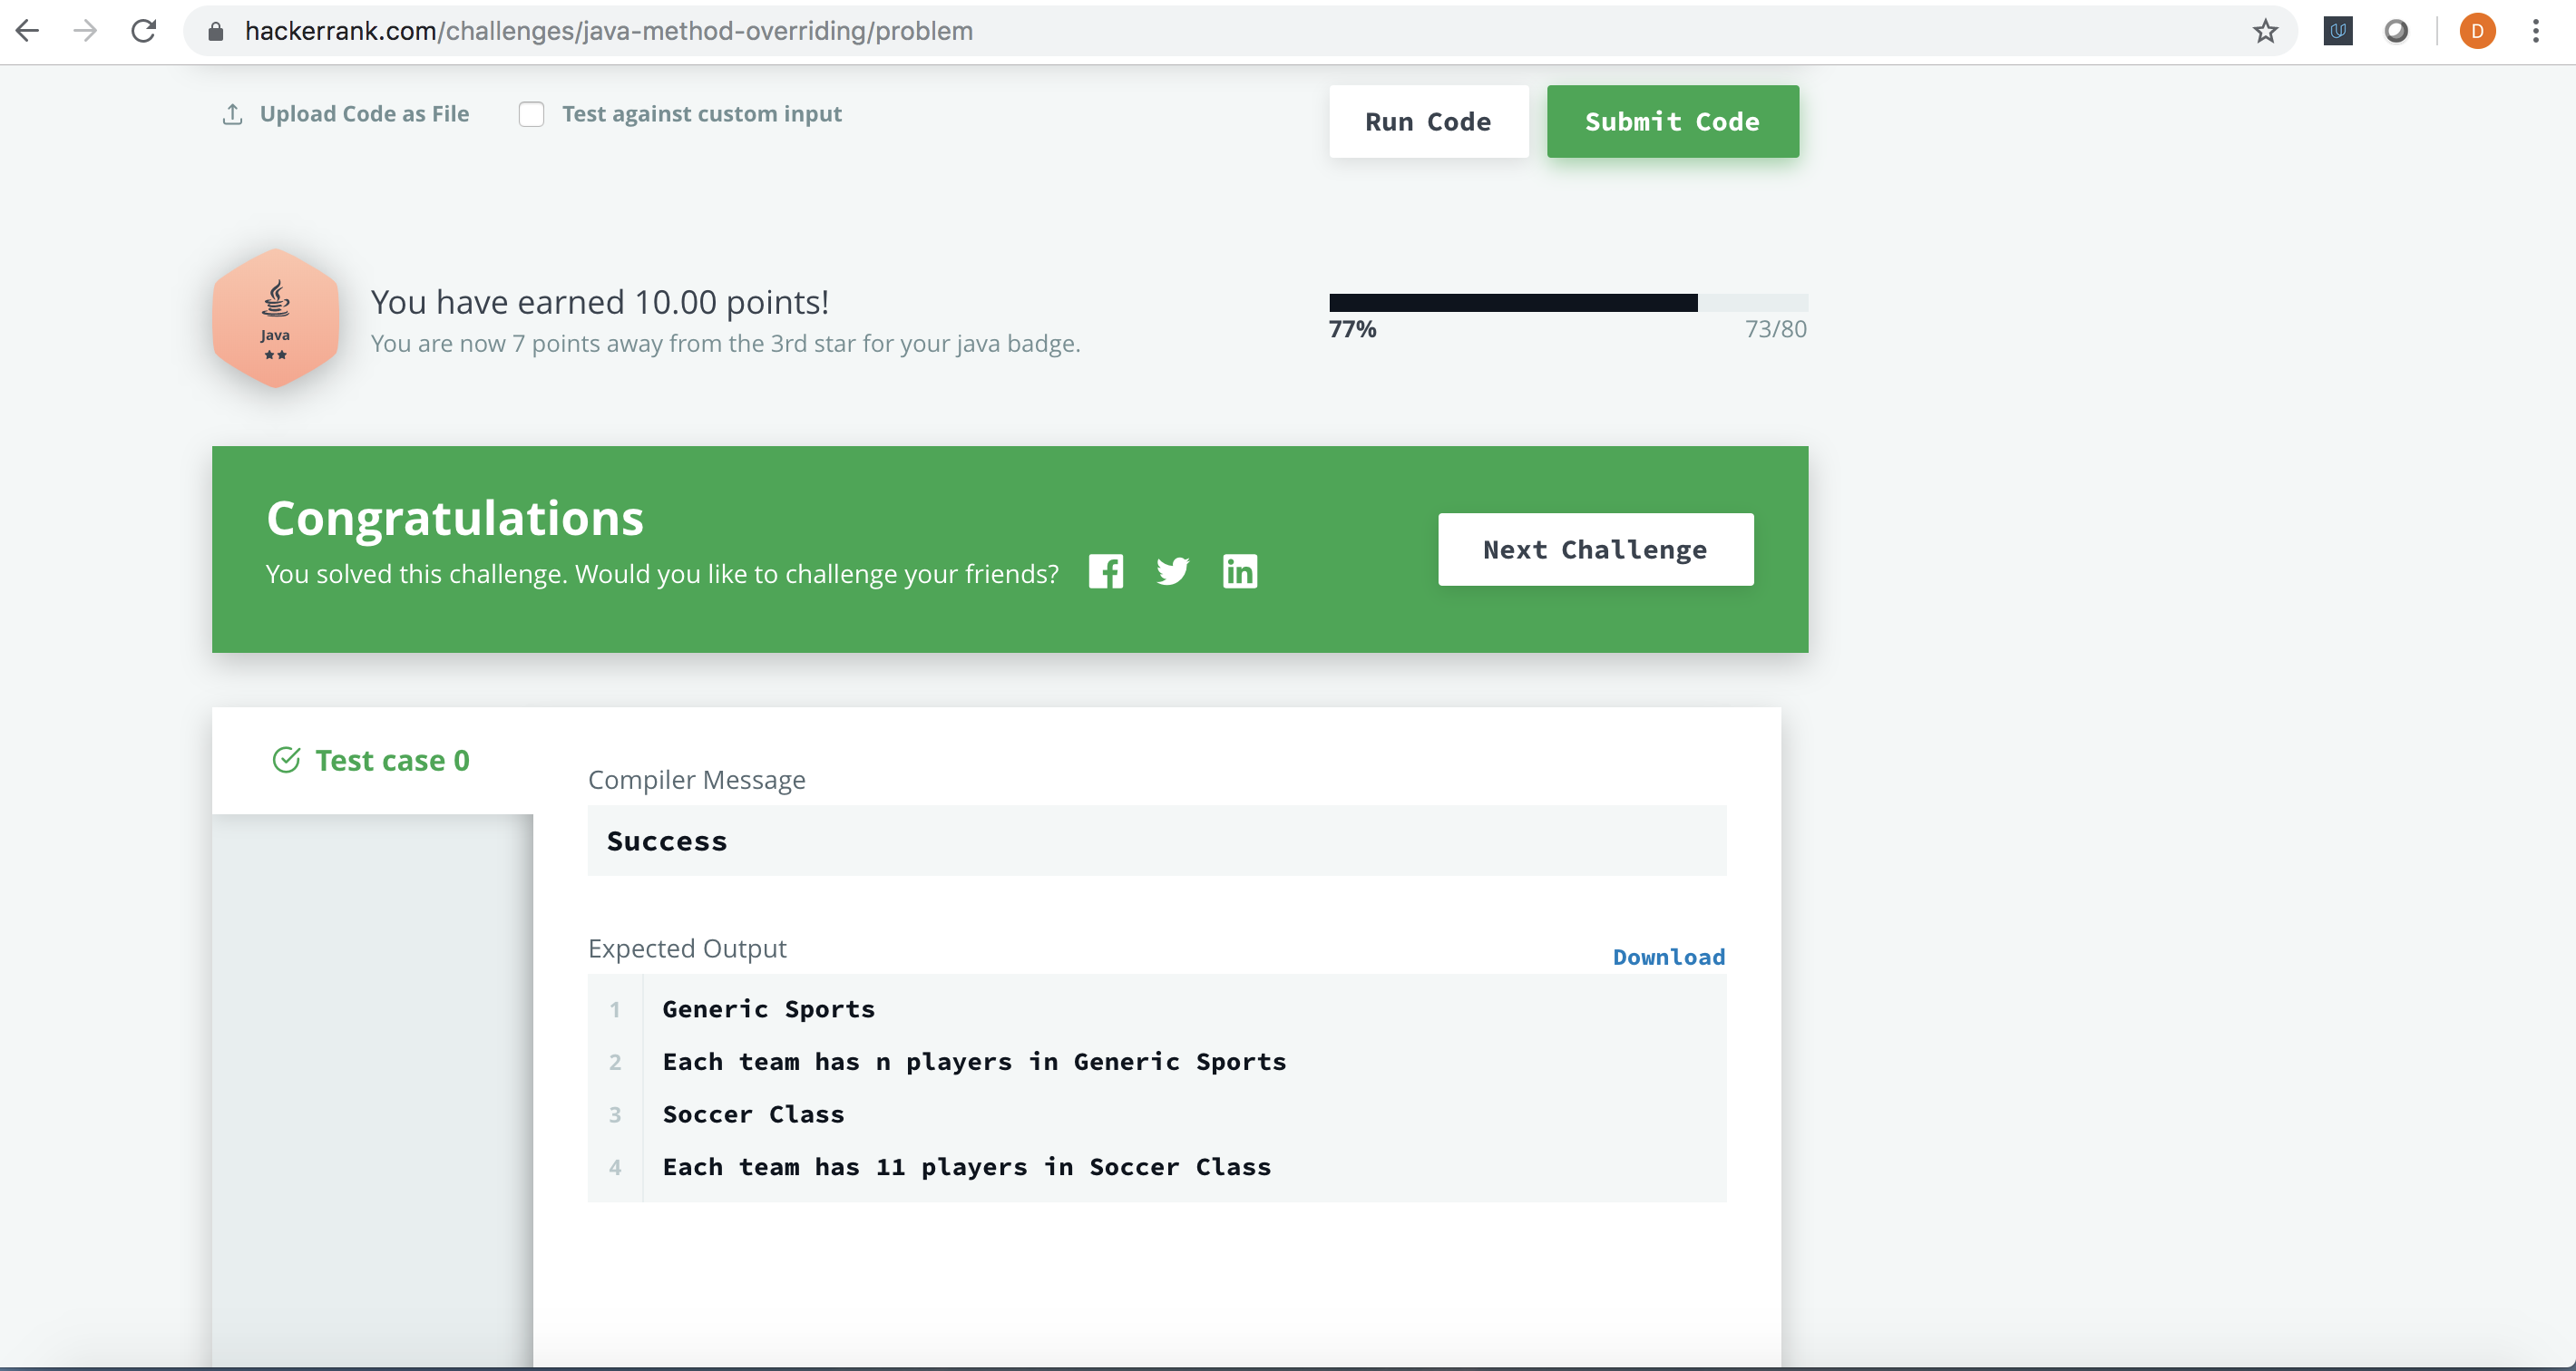 hackerrank.com/challenges/java-method-overriding/problem
D
Upload Code as File
Test against custom input
Run Code
Submit Code
Java
You have earned 10.00 points!
You are now 7 points away from the 3rd star for your java badge.
77%
73/80
Congratulations
You solved this challenge. Would you like to challenge your friends?
Next Challenge
Test case 0
Compiler Message
Success
Expected Output
Download
1 Generic Sports
2 Each team has n players in Generic Sports
3 Soccer Class
4 Each team has 11 players in Soccer Class